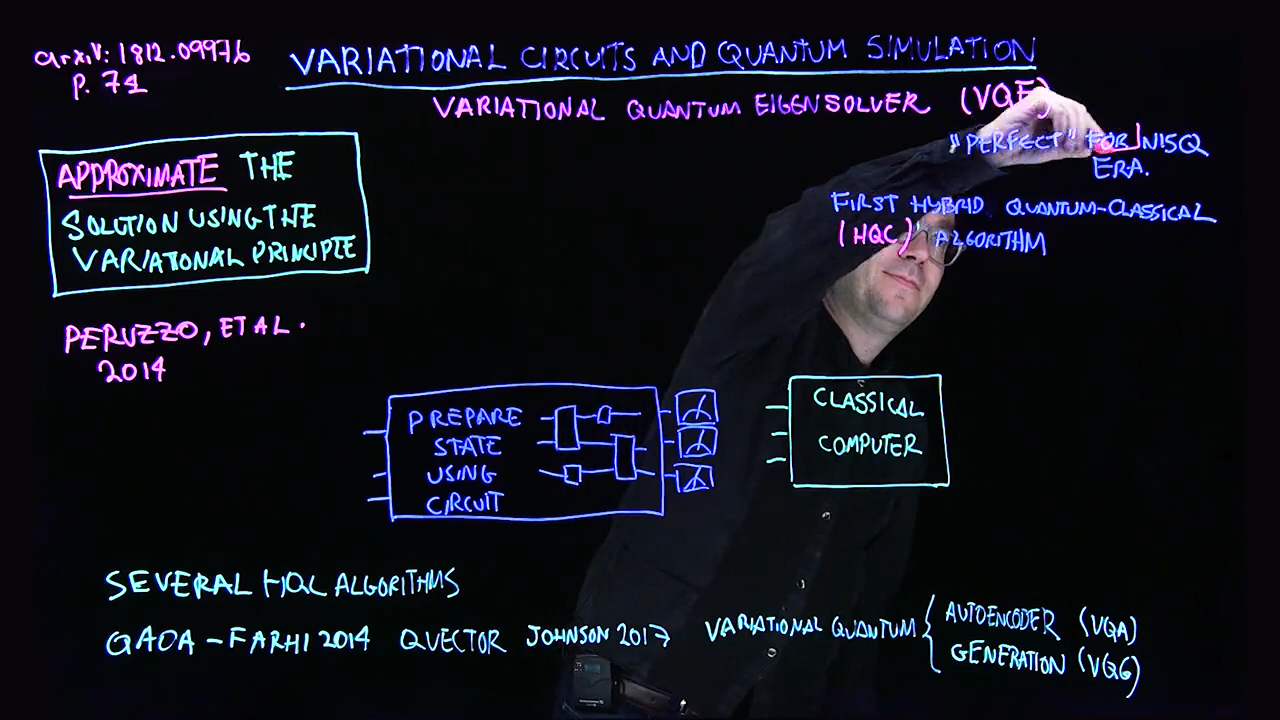 arxiv: 1812.09976
P. 71
VARIATIONAL CIRCUITS AND QUANTUM SIMULATION
VARIATIONAL QUANTUM EIGENSOLVER (VQE)
"PERFECT" FOR NISQ
ERA.
FIRST HYBRID QUANTUM-CLASSICAL
(HQC) ALGORITHM
APPROXIMATE THE
SOLUTION USING THE
VARIATIONAL PRINCIPLE
PERUZZO, ET AL.
2014
PREPARE
STATE
USING
CIRCUIT
CLASSICAL
COMPUTER
SEVERAL HQC ALGORITHMS
QAOA - FARHI 2014 QVECTOR JOHNSON 2017 VARIATIONAL QUANTUM
AUTOENCODER (VQA)
GENERATION (VQG)